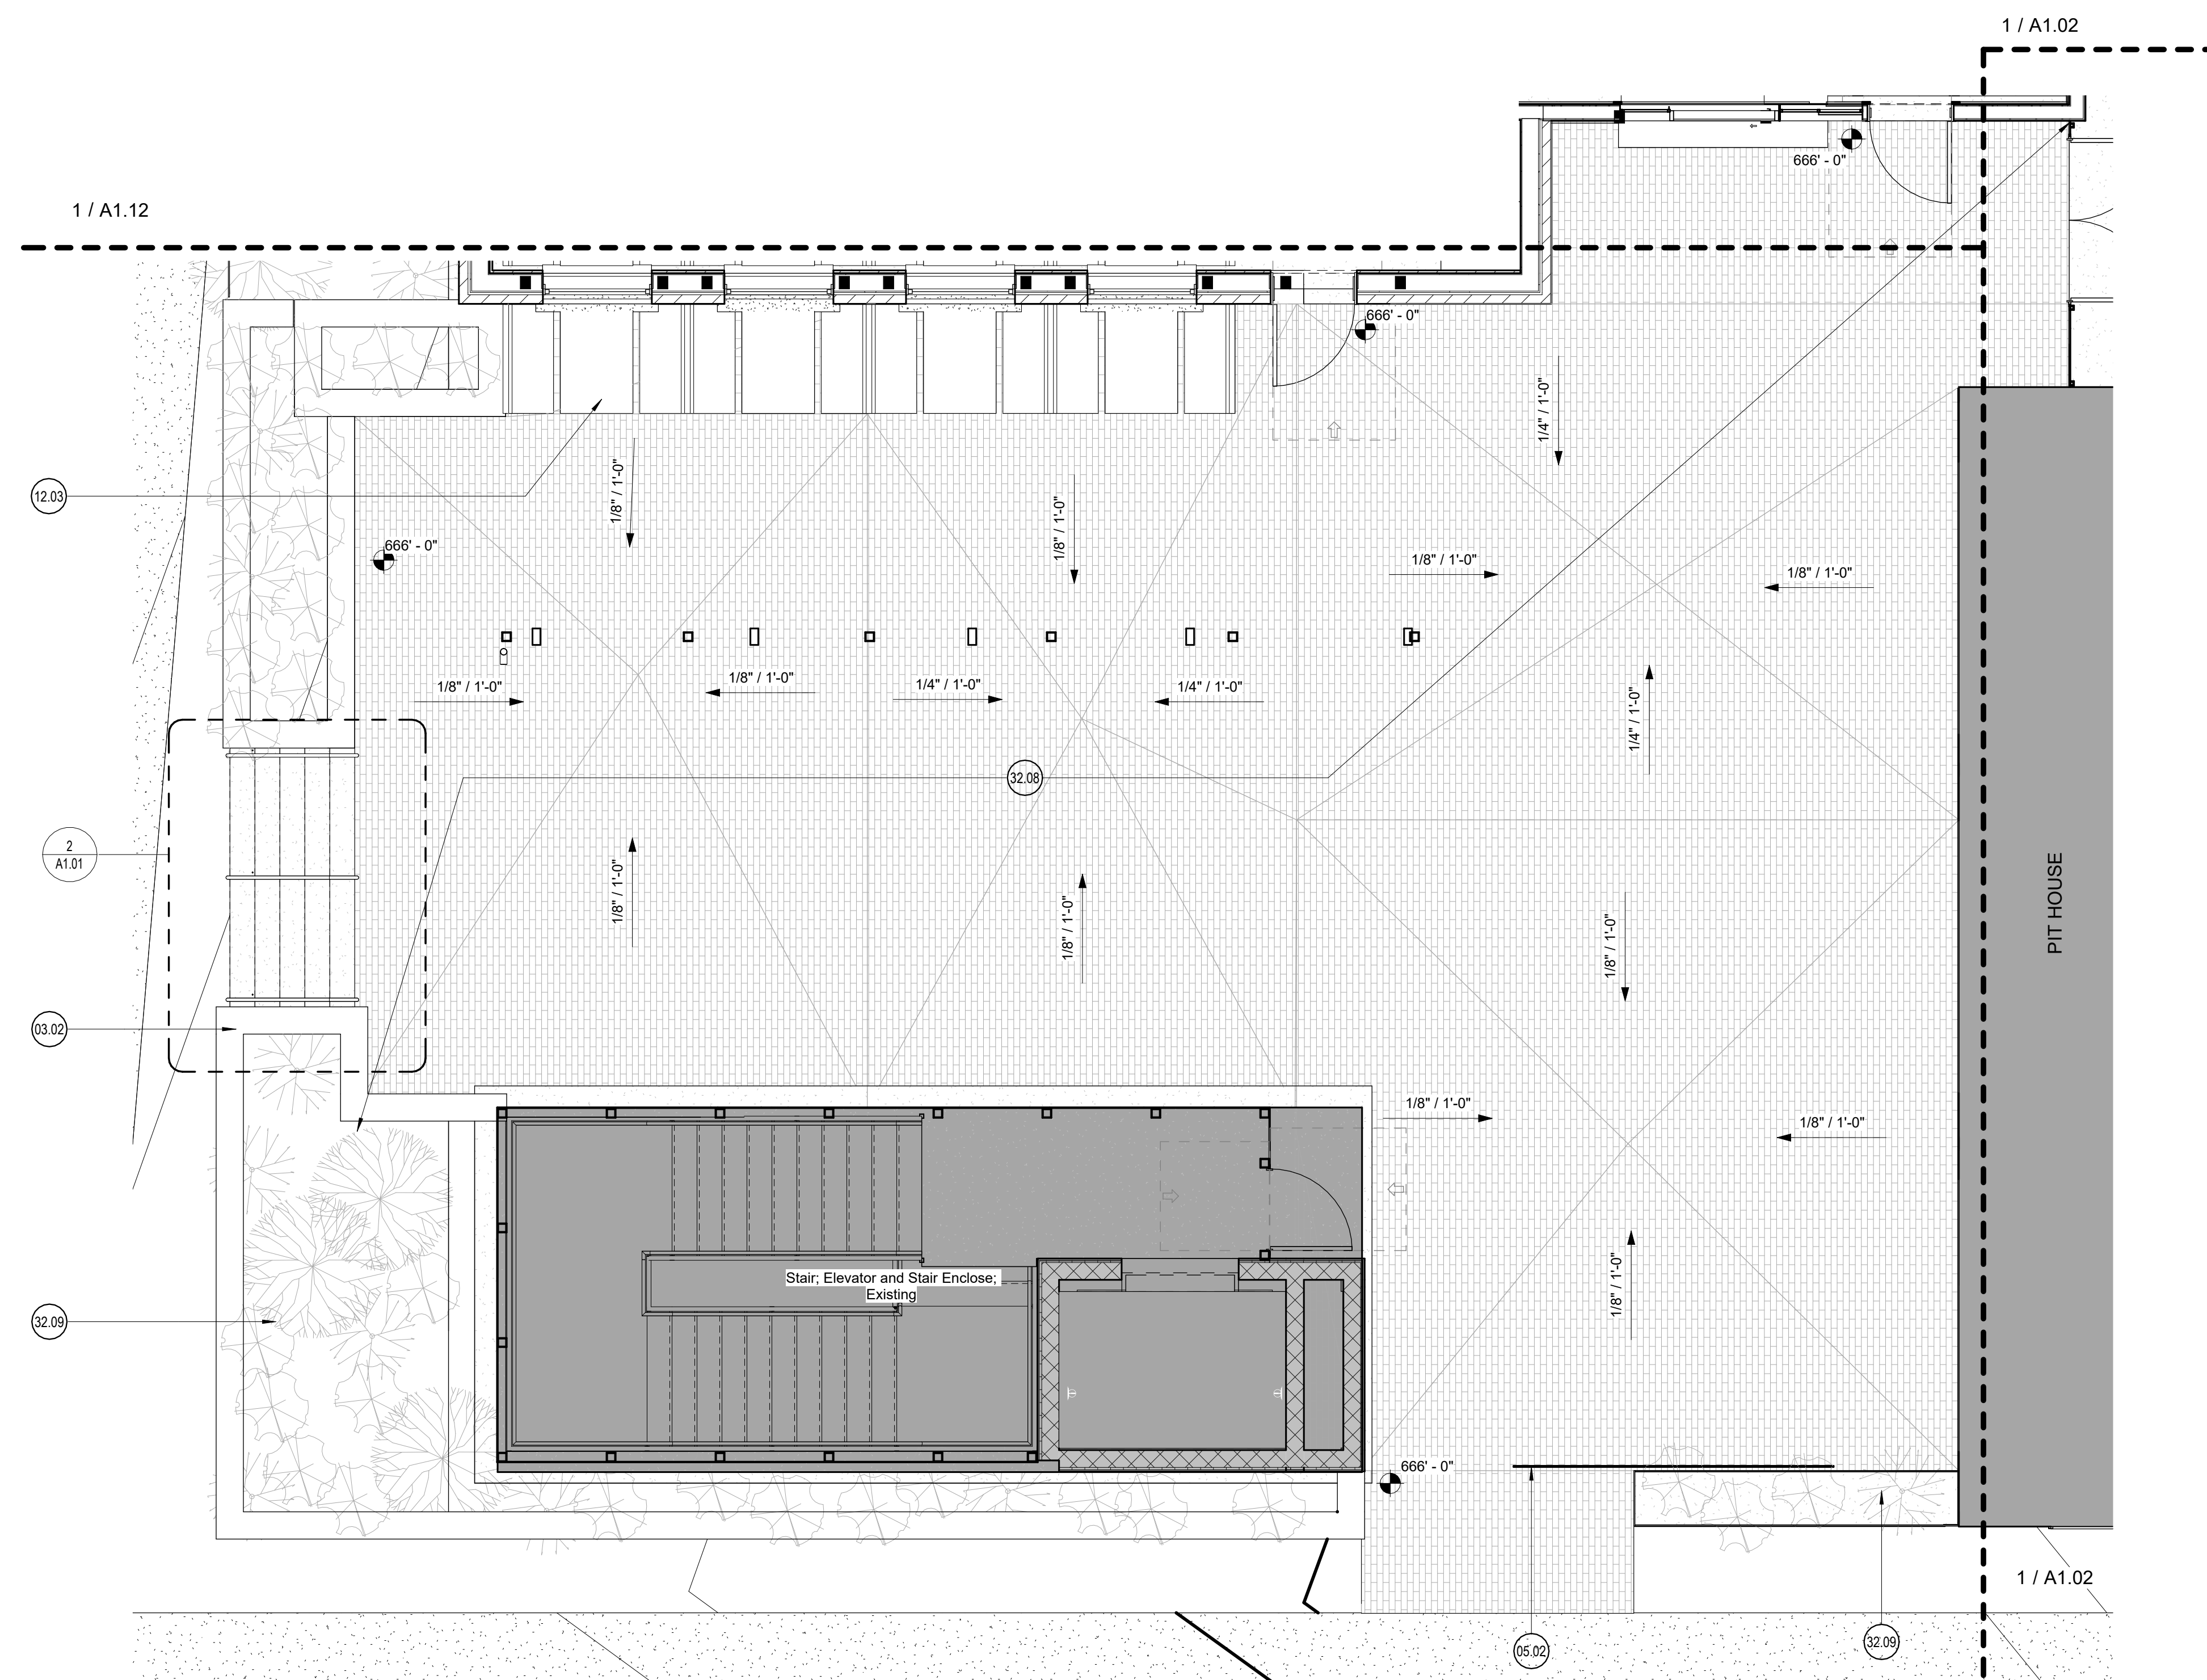 1 / A1.02
666' - 0"
1 / A1.12
666' - 0"
1/4" / 1'-0"
12.03
1/8" / 1'-0"
1/8" / 1'-0"
666' - 0"
1/8" / 1'-0"
1/8" / 1'-0"
1/8" / 1'-0"
1/8" / 1'-0"
1/4" / 1'-0"
1/4" / 1'-0"
1/4" / 1'-0"
32.08
2
A1.01
1/8" / 1'-0"
1/8" / 1'-0"
1/8" / 1'-0"
PIT HOUSE
03.02
1/8" / 1'-0"
1/8" / 1'-0"
Stair; Elevator and Stair Enclose;
Existing
1/8" / 1'-0"
32.09
666' - 0"
1 / A1.02
05.02
32.09